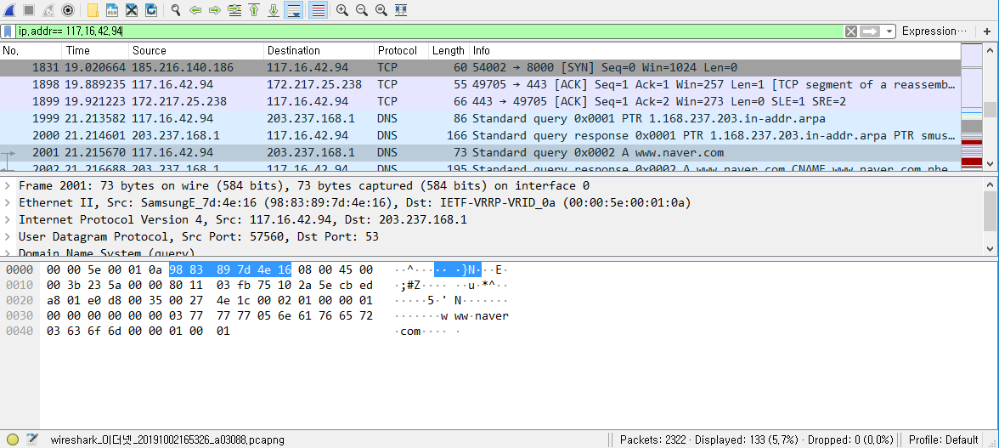 ip.addr== 117.16.42.94 Expression… +
No. Time Source Destination Protocol Length Info
1831 19.020664 185.216.140.186 117.16.42.94 TCP 60 54002 → 8000 [SYN] Seq=0 Win=1024 Len=0
1898 19.889235 117.16.42.94 172.217.25.238 TCP 55 49705 → 443 [ACK] Seq=1 Ack=1 Win=257 Len=1 [TCP segment of a reassemb…
1899 19.921223 172.217.25.238 117.16.42.94 TCP 66 443 → 49705 [ACK] Seq=1 Ack=2 Win=273 Len=0 SLE=1 SRE=2
1999 21.213582 117.16.42.94 203.237.168.1 DNS 86 Standard query 0x0001 PTR 1.168.237.203.in-addr.arpa
2000 21.214601 203.237.168.1 117.16.42.94 DNS 166 Standard query response 0x0001 PTR 1.168.237.203.in-addr.arpa PTR smus…
2001 21.215670 117.16.42.94 203.237.168.1 DNS 73 Standard query 0x0002 A www.naver.com
2002 21.216688 203.237.168.1 117.16.42.94 DNS 195 Standard query response 0x0002 A www.naver.com CNAME www.naver.com.nhe…
Frame 2001: 73 bytes on wire (584 bits), 73 bytes captured (584 bits) on interface 0
Ethernet II, Src: SamsungE_7d:4e:16 (98:83:89:7d:4e:16), Dst: IETF-VRRP-VRID_0a (00:00:5e:00:01:0a)
Internet Protocol Version 4, Src: 117.16.42.94, Dst: 203.237.168.1
User Datagram Protocol, Src Port: 57560, Dst Port: 53
Domain Name System (query)
0000 00 00 5e 00 01 0a 98 83 89 7d 4e 16 08 00 45 00 ··^····· ·}N···E·
0010 00 3b 23 5a 00 00 80 11 03 fb 75 10 2a 5e cb ed ·;#Z···· ··u·*^··
0020 a8 01 e0 d8 00 35 00 27 4e 1c 00 02 01 00 00 01 ·····5·' N·······
0030 00 00 00 00 00 00 03 77 77 77 05 6e 61 76 65 72 ·······w ww·naver
0040 03 63 6f 6d 00 00 01 00 01 ·com···· ·
wireshark_이더넷_20191002165326_a03088.pcapng Packets: 2322 · Displayed: 133 (5.7%) · Dropped: 0 (0.0%) Profile: Default